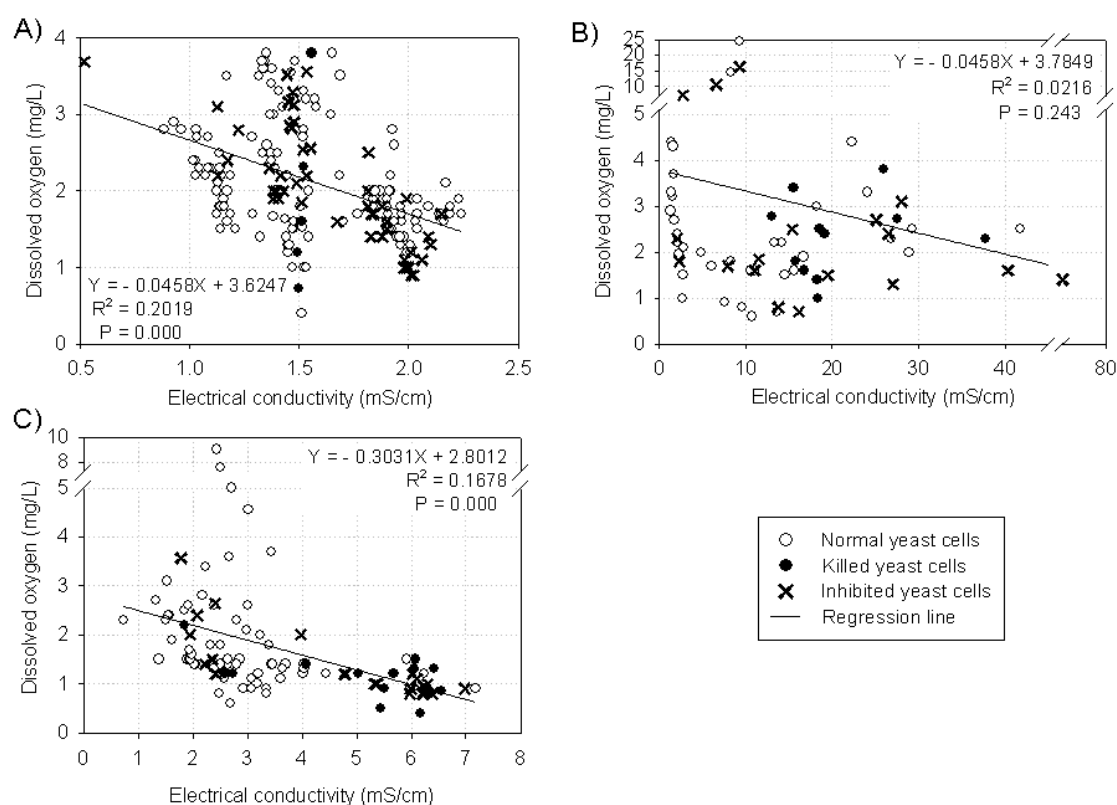 A)
4
3
2
1
0
0.5
1.0
1.5
2.0
2.5
Dissolved oxygen (mg/L)
Electrical conductivity (mS/cm)
Y = - 0.0458X + 3.6247
R² = 0.2019
P = 0.000
B)
25
20
15
10
5
4
3
2
1
0
0
10
20
30
40
80
Dissolved oxygen (mg/L)
Electrical conductivity (mS/cm)
Y = - 0.0458X + 3.7849
R² = 0.0216
P = 0.243
C)
10
8
5
4
3
2
1
0
0
1
2
3
4
5
6
7
8
Dissolved oxygen (mg/L)
Electrical conductivity (mS/cm)
Y = - 0.3031X + 2.8012
R² = 0.1678
P = 0.000
Normal yeast cells
Killed yeast cells
Inhibited yeast cells
Regression line